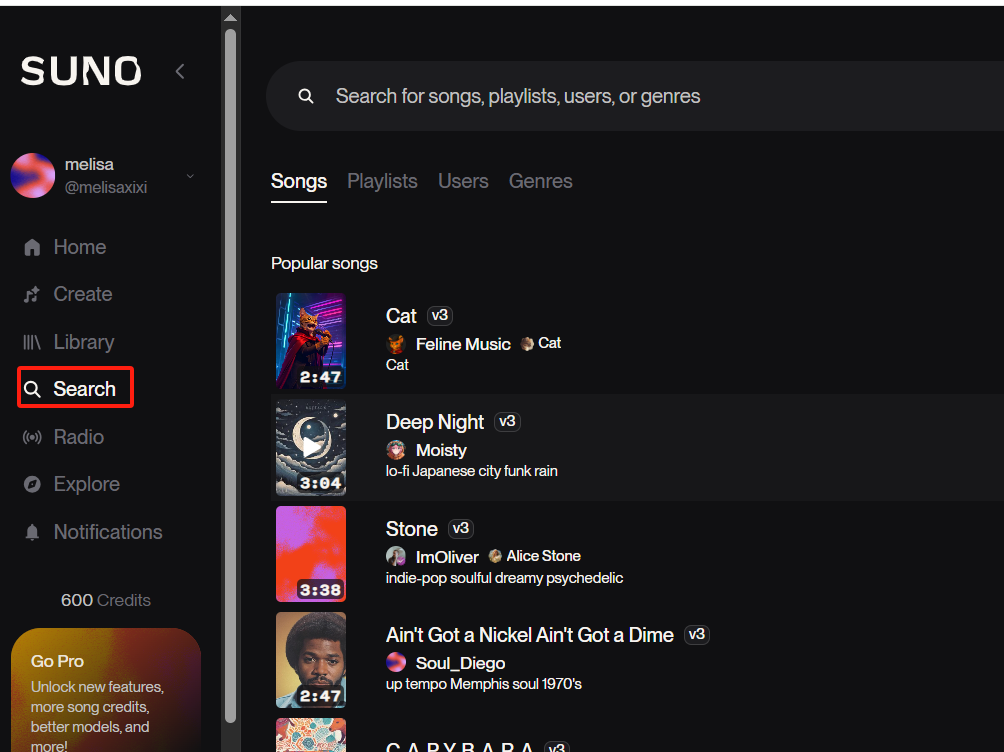 SUNO
melisa
@melisaxixi
Home
Create
Library
Search
Radio
Explore
Notifications
600 Credits
Go Pro
Unlock new features,
more song credits,
better models, and
more!
Search for songs, playlists, users, or genres
Songs Playlists Users Genres
Popular songs
2:47
Cat v3
Feline Music Cat
Cat
3:04
Deep Night v3
Moisty
lo-fi Japanese city funk rain
3:38
Stone v3
ImOliver Alice Stone
indie-pop soulful dreamy psychedelic
2:47
Ain't Got a Nickel Ain't Got a Dime v3
Soul_Diego
up tempo Memphis soul 1970's
C A P Y B A R A v3